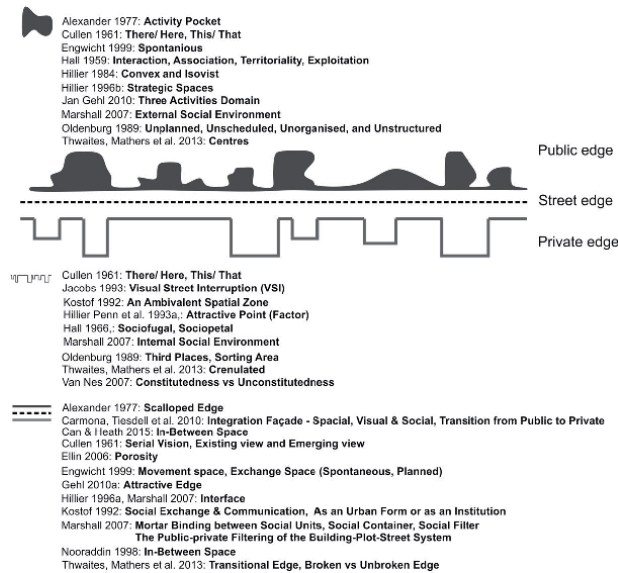 Alexander 1977: Activity Pocket
Cullen 1961: There/ Here, This/ That
Engwicht 1999: Spontanious
Hall 1959: Interaction, Association, Territoriality, Exploitation
Hillier 1984: Convex and Isovist
Hillier 1996b: Strategic Spaces
Jan Gehl 2010: Three Activities Domain
Marshall 2007: External Social Environment
Oldenburg 1989: Unplanned, Unscheduled, Unorganised, and Unstructured
Thwaites, Mathers et al. 2013: Centres
Public edge
Street edge
Private edge
Cullen 1961: There/ Here, This/ That
Jacobs 1993: Visual Street Interruption (VSI)
Kostof 1992: An Ambivalent Spatial Zone
Hillier Penn et al. 1993a,: Attractive Point (Factor)
Hall 1966,: Sociofugal, Sociopetal
Marshall 2007: Internal Social Environment
Oldenburg 1989: Third Places, Sorting Area
Thwaites, Mathers et al. 2013: Crenulated
Van Nes 2007: Constitutedness vs Unconstitutedness
Alexander 1977: Scalloped Edge
Carmona, Tiesdell et al. 2010: Integration Façade - Spacial, Visual & Social, Transition from Public to Private
Can & Heath 2015: In-Between Space
Cullen 1961: Serial Vision, Existing view and Emerging view
Ellin 2006: Porosity
Engwicht 1999: Movement space, Exchange Space (Spontaneous, Planned)
Gehl 2010a: Attractive Edge
Hillier 1996a, Marshall 2007: Interface
Kostof 1992: Social Exchange & Communication, As an Urban Form or as an Institution
Marshall 2007: Mortar Binding between Social Units, Social Container, Social Filter
The Public-private Filtering of the Building-Plot-Street System
Nooraddin 1998: In-Between Space
Thwaites, Mathers et al. 2013: Transitional Edge, Broken vs Unbroken Edge